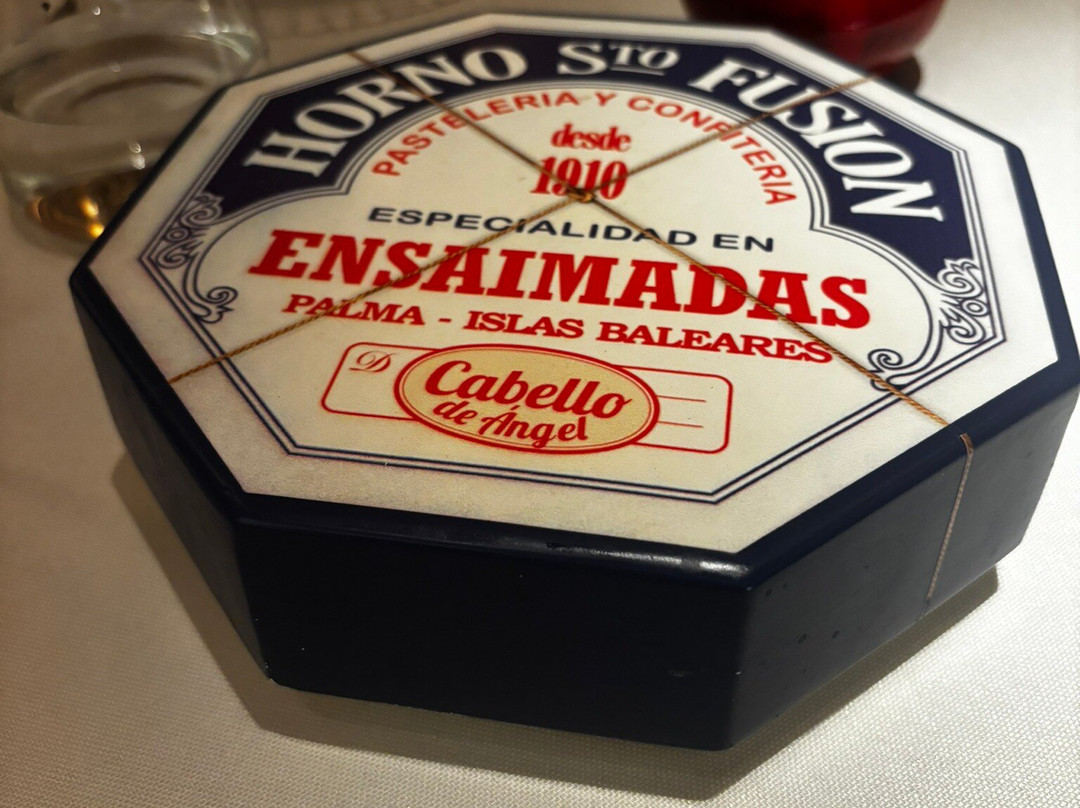 HORNO STO FUSION
PASTELERIA Y CONFITERIA
desde
1910
ESPECIALIDAD EN
ENSAIMADAS
PALMA - ISLAS BALEARES
D
Cabello
de Ángel